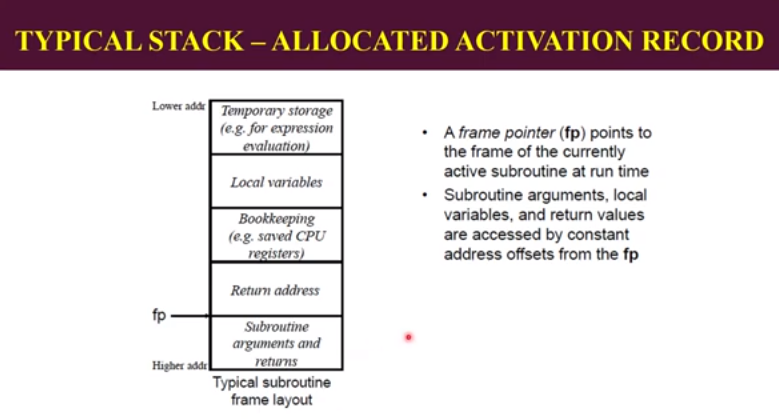 TYPICAL STACK – ALLOCATED ACTIVATION RECORD
Lower addr
Temporary storage
(e.g. for expression
evaluation)
Local variables
Bookkeeping
(e.g. saved CPU
registers)
Return address
fp
Subroutine
arguments and
returns
Higher addr
Typical subroutine
frame layout
• A frame pointer (fp) points to
the frame of the currently
active subroutine at run time
• Subroutine arguments, local
variables, and return values
are accessed by constant
address offsets from the fp